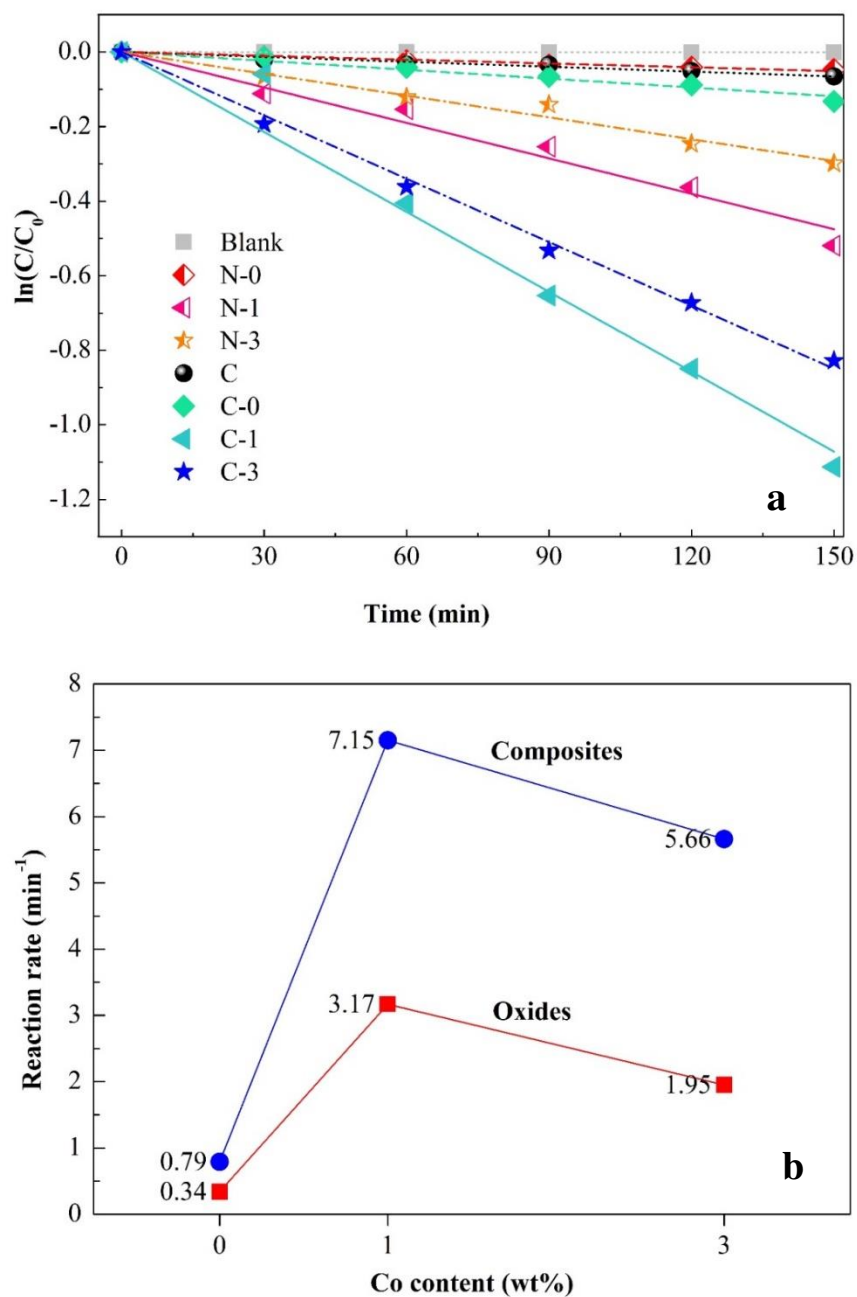 0.0
-0.2
-0.4
-0.6
-0.8
-1.0
-1.2
ln(C/C₀)
Blank
N-0
N-1
N-3
C
C-0
C-1
C-3
a
0 30 60 90 120 150
Time (min)
8
7
6
5
4
3
2
1
0
Reaction rate (min⁻¹)
7.15
Composites
5.66
3.17
Oxides
1.95
0.79
0.34
b
0 1 3
Co content (wt%)